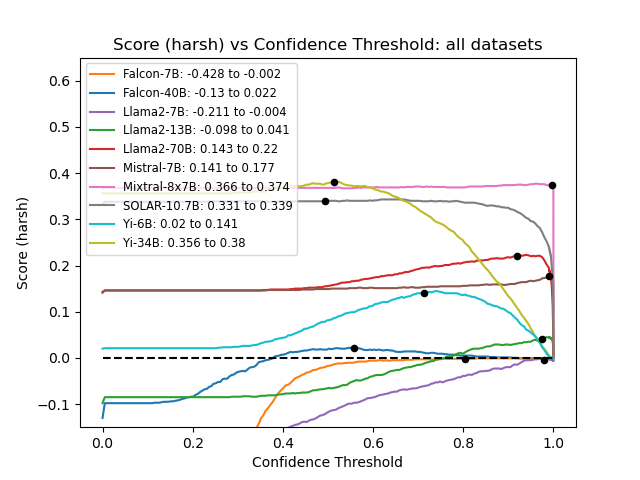 Score (harsh) vs Confidence Threshold: all datasets
Score (harsh)
0.6
0.5
0.4
0.3
0.2
0.1
0.0
−0.1
Falcon-7B: -0.428 to -0.002
Falcon-40B: -0.13 to 0.022
Llama2-7B: -0.211 to -0.004
Llama2-13B: -0.098 to 0.041
Llama2-70B: 0.143 to 0.22
Mistral-7B: 0.141 to 0.177
Mixtral-8x7B: 0.366 to 0.374
SOLAR-10.7B: 0.331 to 0.339
Yi-6B: 0.02 to 0.141
Yi-34B: 0.356 to 0.38
0.0 0.2 0.4 0.6 0.8 1.0
Confidence Threshold